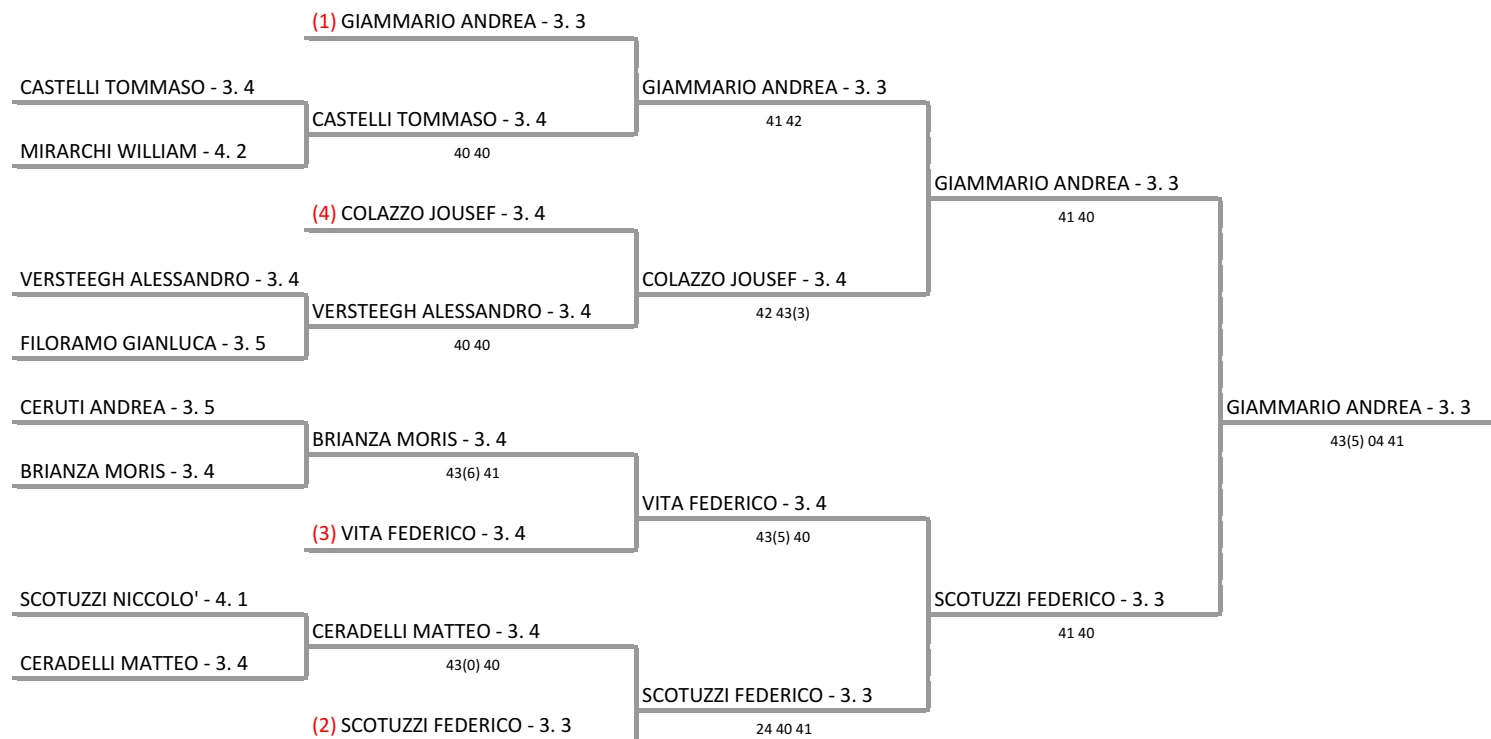 (1) GIAMMARIO ANDREA - 3. 3
CASTELLI TOMMASO - 3. 4
GIAMMARIO ANDREA - 3. 3
CASTELLI TOMMASO - 3. 4
41 42
MIRARCHI WILLIAM - 4. 2
40 40
GIAMMARIO ANDREA - 3. 3
(4) COLAZZO JOUSEF - 3. 4
41 40
VERSTEEGH ALESSANDRO - 3. 4
COLAZZO JOUSEF - 3. 4
VERSTEEGH ALESSANDRO - 3. 4
42 43(3)
FILORAMO GIANLUCA - 3. 5
40 40
CERUTI ANDREA - 3. 5
GIAMMARIO ANDREA - 3. 3
BRIANZA MORIS - 3. 4
43(5) 04 41
BRIANZA MORIS - 3. 4
43(6) 41
VITA FEDERICO - 3. 4
(3) VITA FEDERICO - 3. 4
43(5) 40
SCOTUZZI NICCOLO' - 4. 1
SCOTUZZI FEDERICO - 3. 3
CERADELLI MATTEO - 3. 4
41 40
CERADELLI MATTEO - 3. 4
43(0) 40
SCOTUZZI FEDERICO - 3. 3
(2) SCOTUZZI FEDERICO - 3. 3
24 40 41